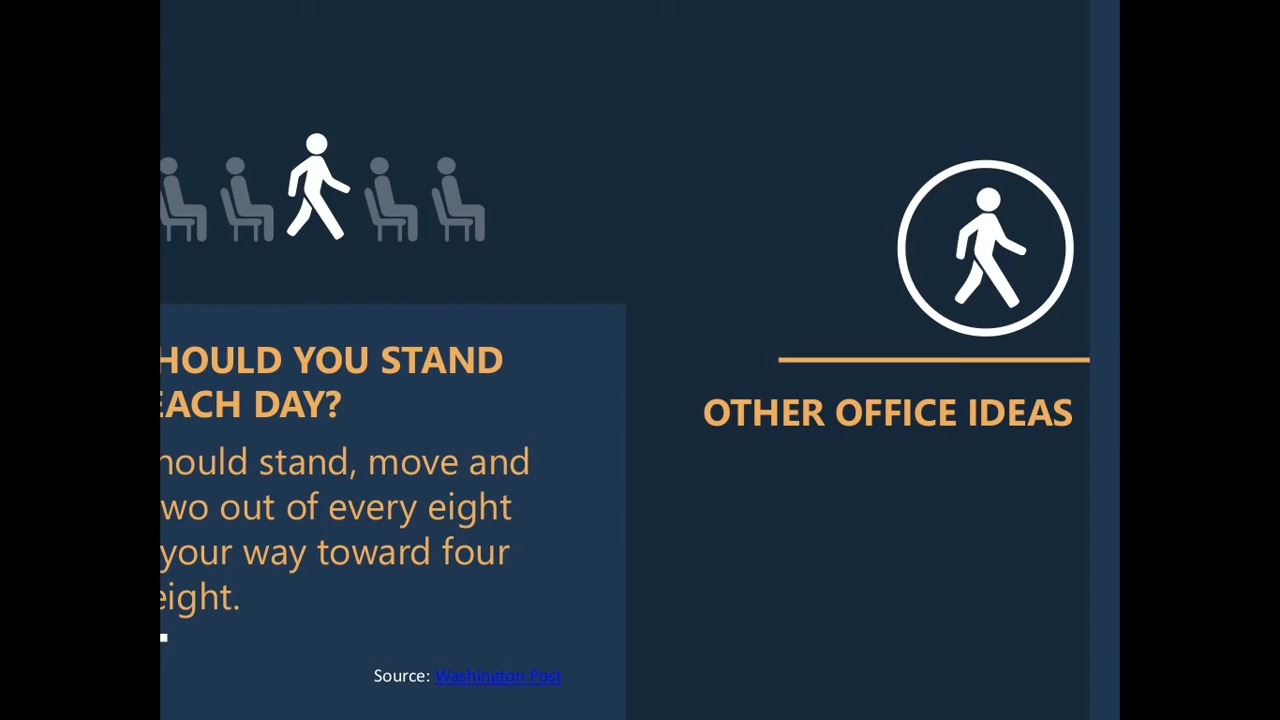 HOULD YOU STAND
EACH DAY?
hould stand, move and
wo out of every eight
your way toward four
eight.
Source: Washington Post
OTHER OFFICE IDEAS